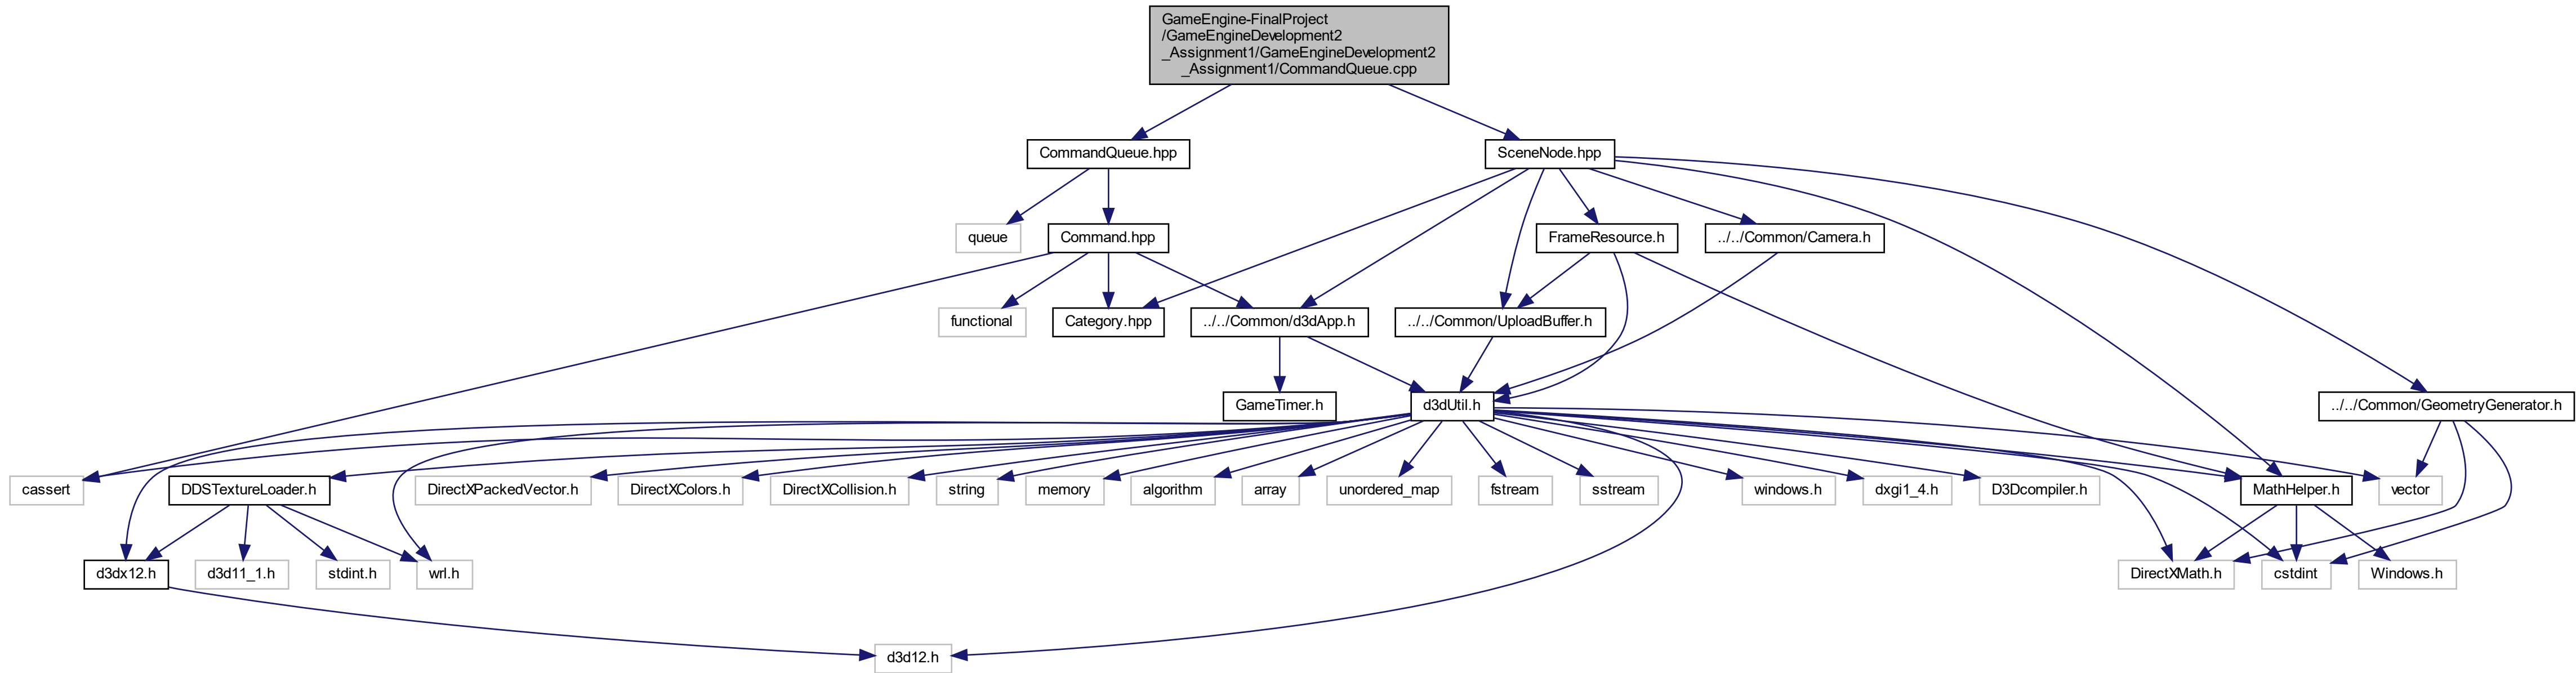 GameEngine-FinalProject
/GameEngineDevelopment2
_Assignment1/GameEngineDevelopment2
_Assignment1/CommandQueue.cpp
CommandQueue.hpp
SceneNode.hpp
queue
Command.hpp
FrameResource.h
../../Common/Camera.h
functional
Category.hpp
../../Common/d3dApp.h
../../Common/UploadBuffer.h
GameTimer.h
d3dUtil.h
../../Common/GeometryGenerator.h
cassert
DDSTextureLoader.h
DirectXPackedVector.h
DirectXColors.h
DirectXCollision.h
string
memory
algorithm
array
unordered_map
fstream
sstream
windows.h
dxgi1_4.h
D3Dcompiler.h
MathHelper.h
vector
d3dx12.h
d3d11_1.h
stdint.h
wrl.h
DirectXMath.h
cstdint
Windows.h
d3d12.h